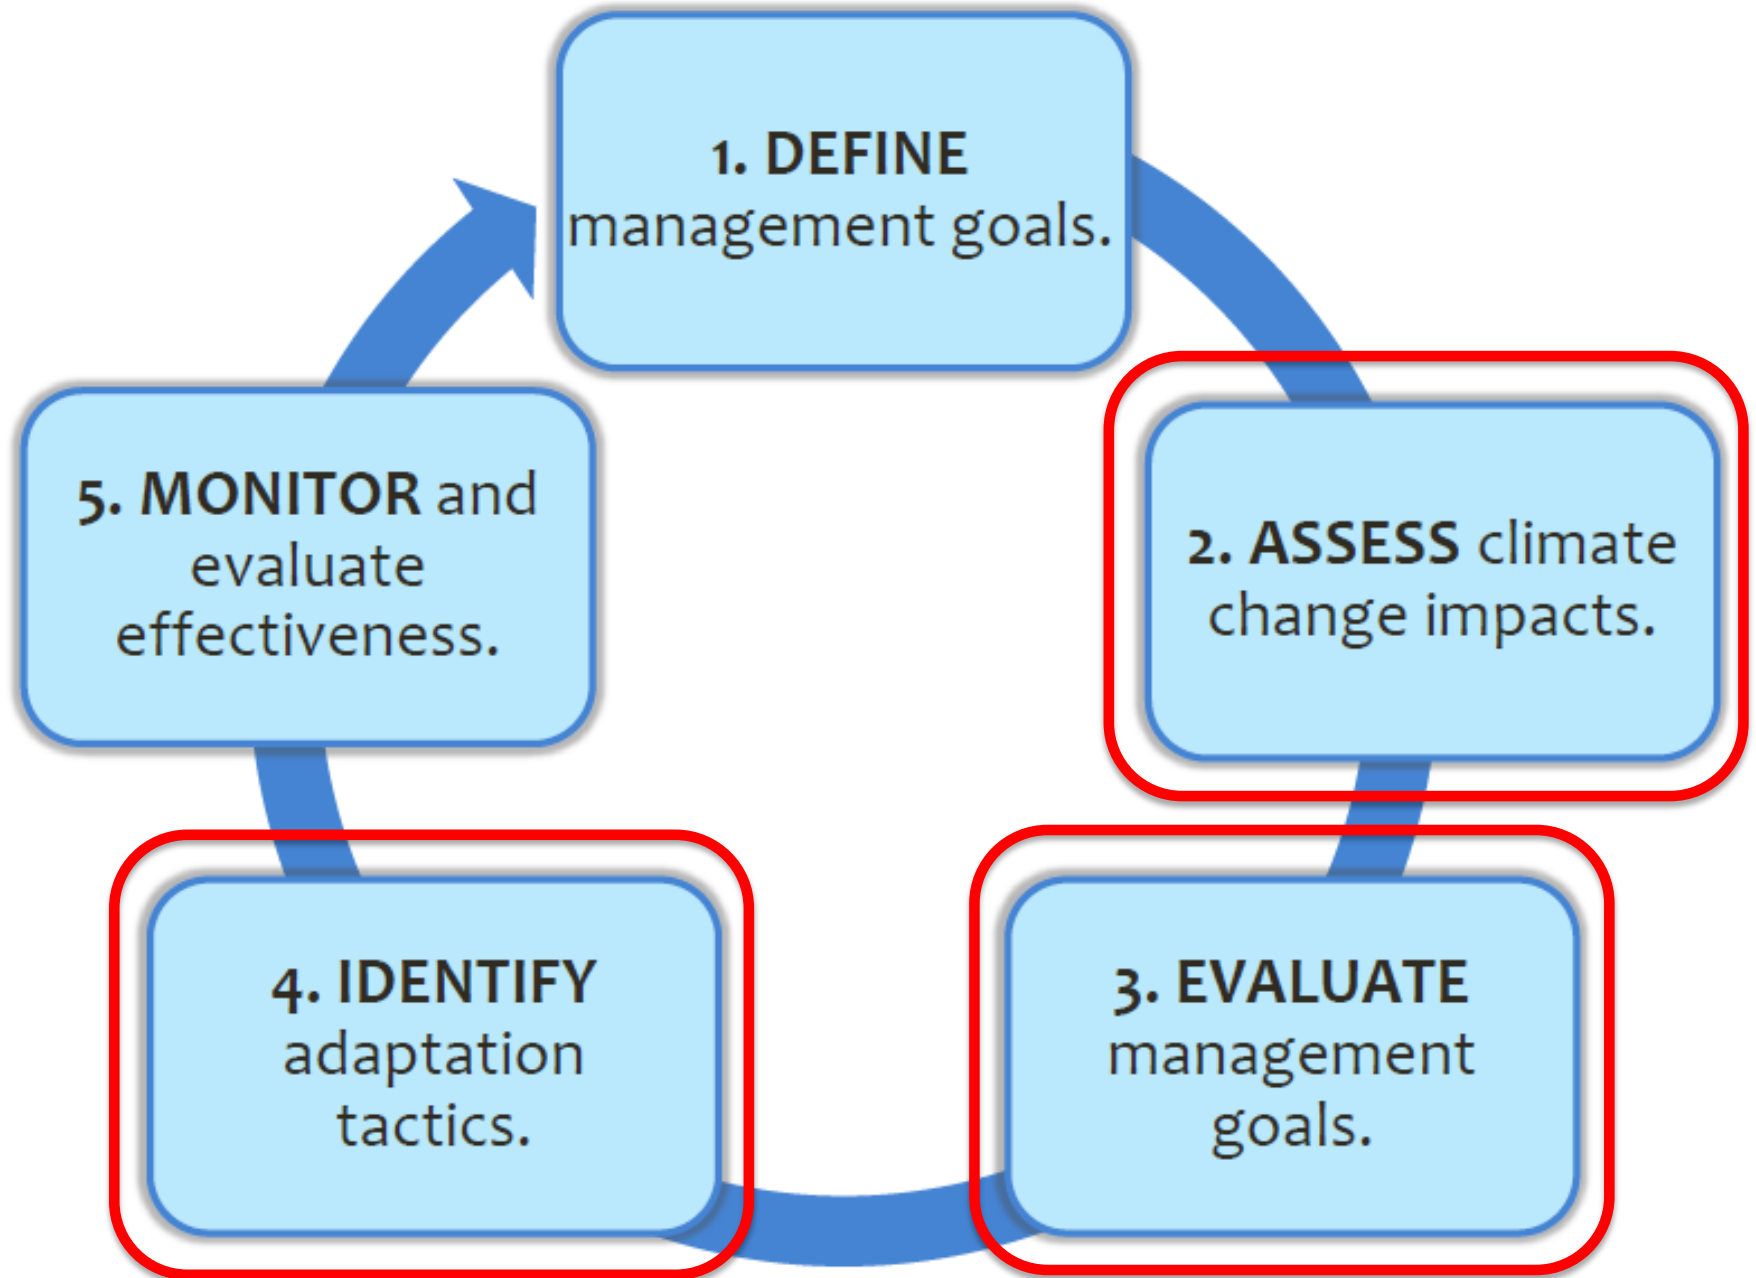 1. DEFINE
management goals.
2. ASSESS climate
change impacts.
3. EVALUATE
management
goals.
4. IDENTIFY
adaptation
tactics.
5. MONITOR and
evaluate
effectiveness.